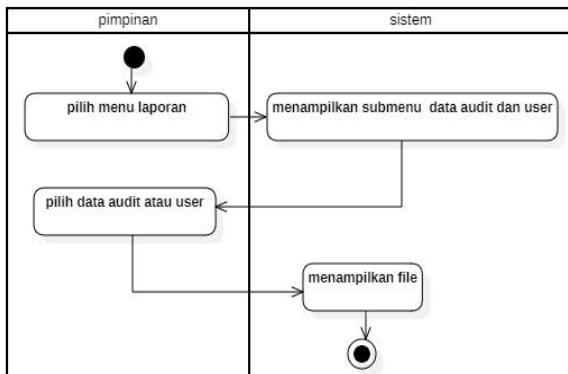 pimpinan
sistem
pilih menu laporan
menampilkan submenu data audit dan user
pilih data audit atau user
menampilkan file